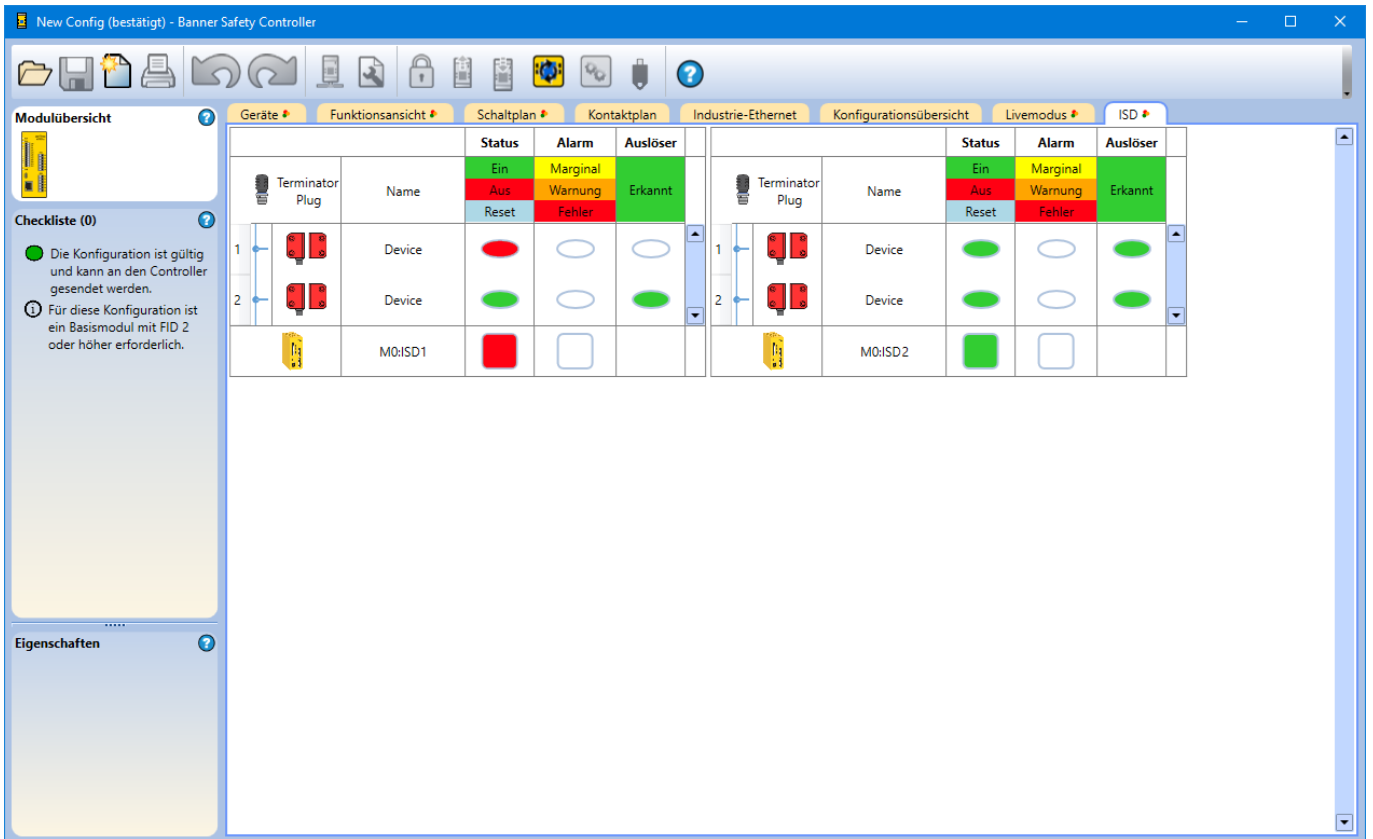 New Config (bestätigt) - Banner Safety Controller
?
Modulübersicht ?
Checkliste (0) ?
Die Konfiguration ist gültig
und kann an den Controller
gesendet werden.
i Für diese Konfiguration ist
ein Basismodul mit FID 2
oder höher erforderlich.
Eigenschaften ?
Geräte Funktionsansicht Schaltplan Kontaktplan Industrie-Ethernet Konfigurationsübersicht Livemodus ISD
Status Alarm Auslöser
Terminator
Plug
Name
Ein Marginal
Aus Warnung Erkannt
Reset Fehler
1 Device
2 Device
M0:ISD1
Status Alarm Auslöser
Terminator
Plug
Name
Ein Marginal
Aus Warnung Erkannt
Reset Fehler
1 Device
2 Device
M0:ISD2